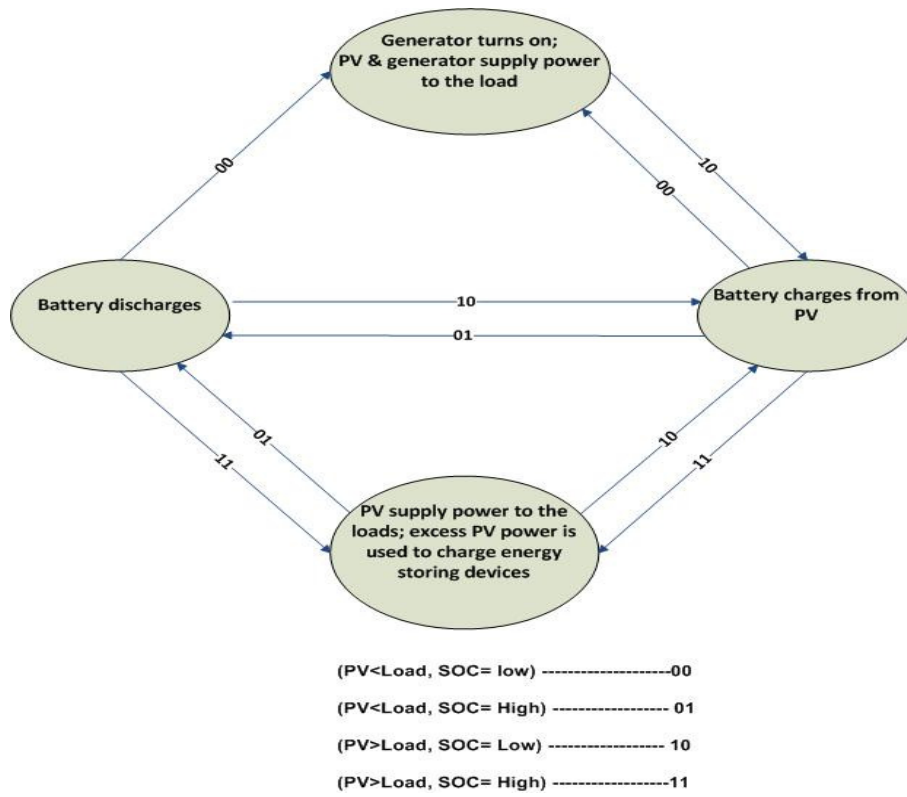 Generator turns on;
PV & generator supply power
to the load
00
10
00
Battery discharges
Battery charges from
PV
10
01
01
11
10
11
PV supply power to the
loads; excess PV power is
used to charge energy
storing devices
(PV<Load, SOC= low) ---------------------00
(PV<Load, SOC= High) ------------------- 01
(PV>Load, SOC= Low) ------------------- 10
(PV>Load, SOC= High) --------------------11